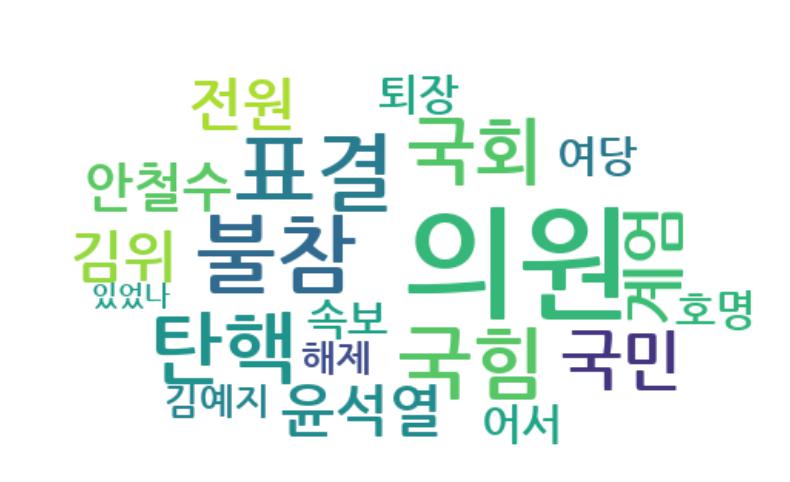 전원
퇴장
표결
국회
여당
안철수
불참
의원
계엄
김위
있었나
호명
탄핵
속보
해제
국힘
국민
김예지
윤석열
어서